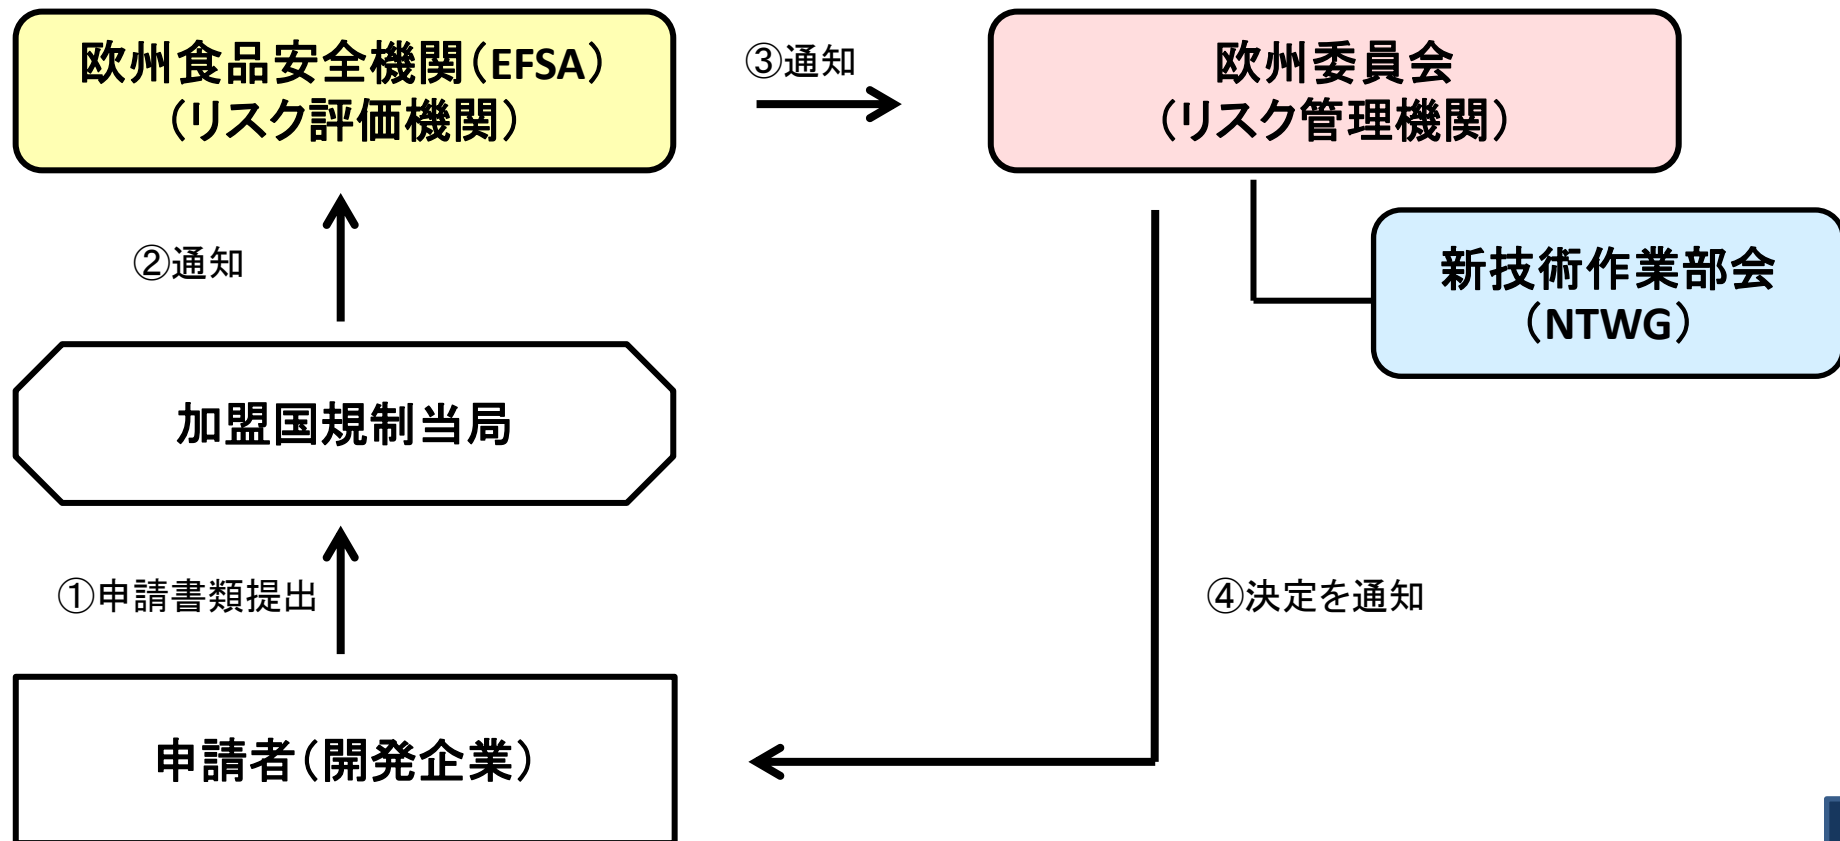 欧州食品安全機関（EFSA）
（リスク評価機関）
③通知
欧州委員会
（リスク管理機関）
②通知
新技術作業部会
（NTWG）
加盟国規制当局
①申請書類提出
④決定を通知
申請者（開発企業）